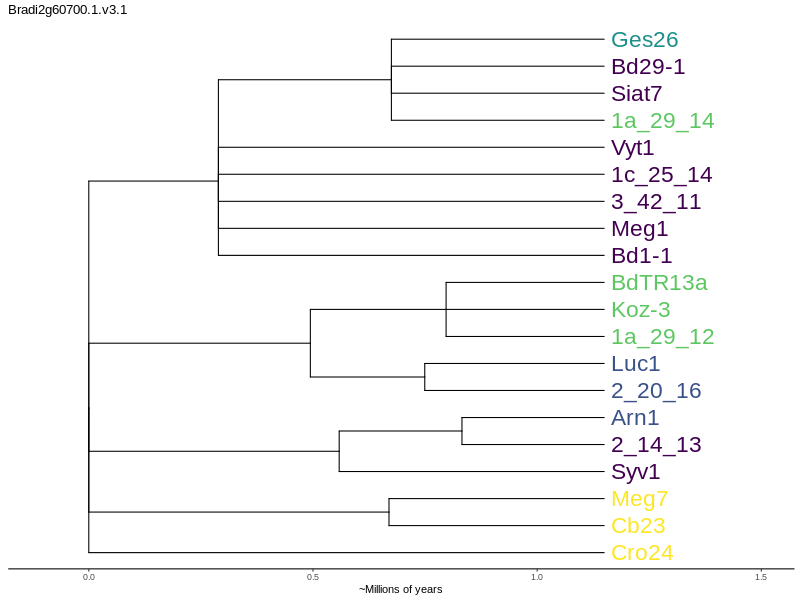 Bradi2g60700.1.v3.1
Ges26
Bd29-1
Siat7
1a_29_14
Vyt1
1c_25_14
3_42_11
Meg1
Bd1-1
BdTR13a
Koz-3
1a_29_12
Luc1
2_20_16
Arn1
2_14_13
Syv1
Meg7
Cb23
Cro24
0.0 0.5 1.0 1.5
~Millions of years